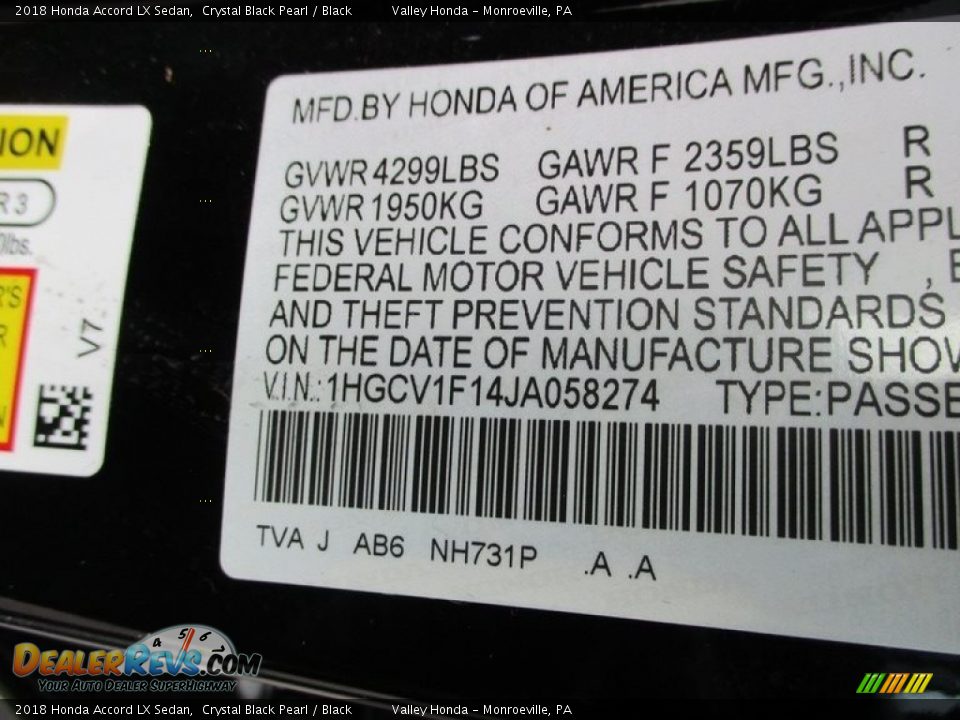 2018 Honda Accord LX Sedan, Crystal Black Pearl / Black Valley Honda - Monroeville, PA
MFD.BY HONDA OF AMERICA MFG.,INC.
GVWR 4299LBS GAWR F 2359LBS R
GVWR 1950KG GAWR F 1070KG R
THIS VEHICLE CONFORMS TO ALL APPL
FEDERAL MOTOR VEHICLE SAFETY , B
AND THEFT PREVENTION STANDARDS
ON THE DATE OF MANUFACTURE SHOW
V.I.N.: 1HGCV1F14JA058274 TYPE:PASSE
TVA J AB6 NH731P .A .A
ION
R 3
lbs.
R'S
R
N
V7
4 5 6
DEALERREVS.COM
YOUR AUTO DEALER SUPERHIGHWAY
2018 Honda Accord LX Sedan, Crystal Black Pearl / Black Valley Honda - Monroeville, PA